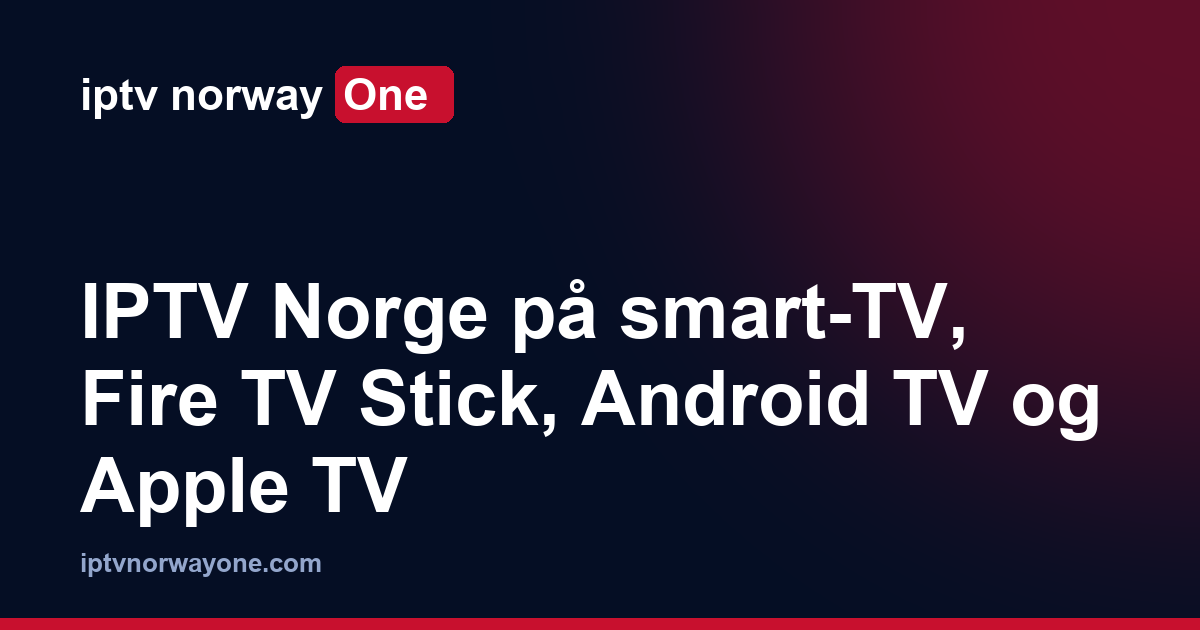 iptv norway One
IPTV Norge på smart-TV,
Fire TV Stick, Android TV og
Apple TV
iptvnorwayone.com